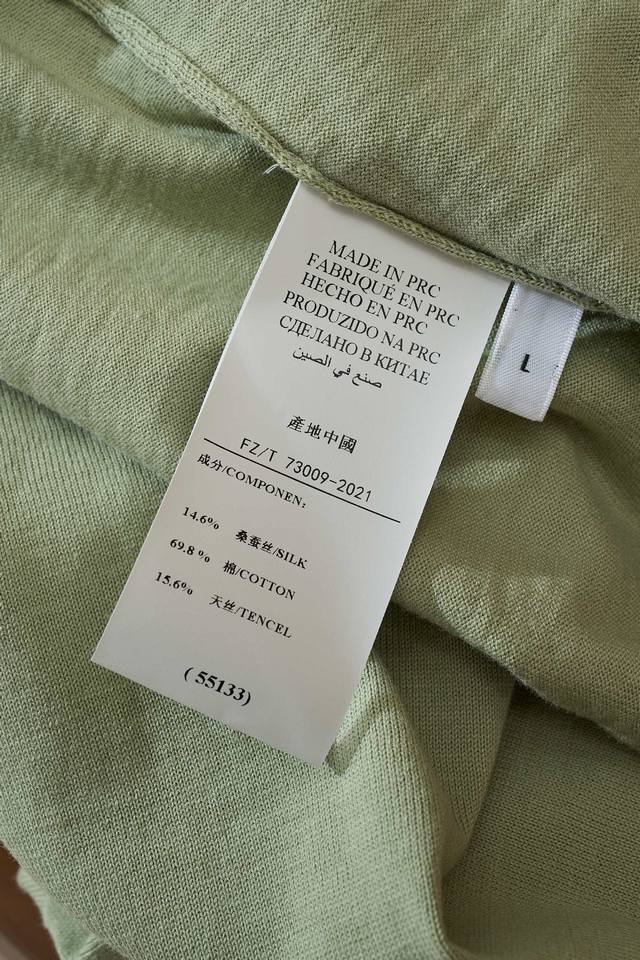 MADE IN PRC
FABRIQUÉ EN PRC
HECHO EN PRC
PRODUZIDO NA PRC
СДЕЛАНО В КИТАЕ
صنع في الصين
產地中國
FZ/T 73009-2021
成分/COMPONEN:
14.6% 桑蚕丝/SILK
69.8% 棉/COTTON
15.6% 天丝/TENCEL
(55133)
L